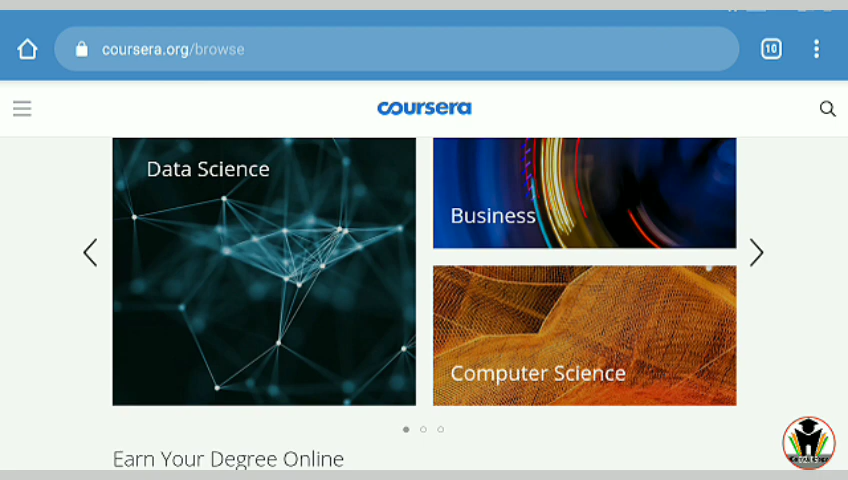 coursera.org/browse
10
coursera
Data Science
Business
Computer Science
Earn Your Degree Online